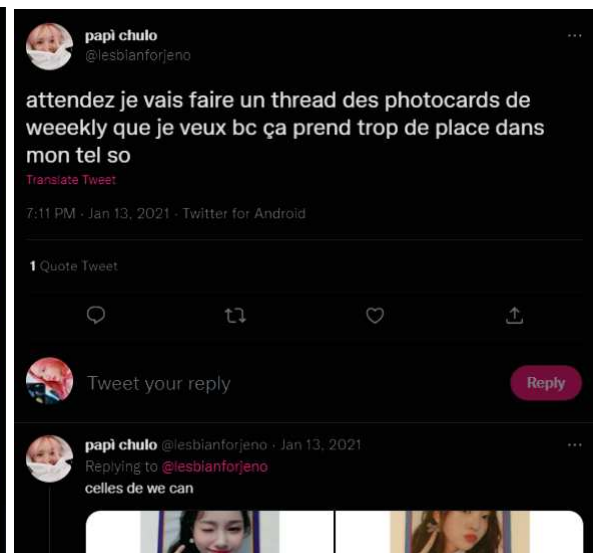 papì chulo
@lesbianforjeno
attendez je vais faire un thread des photocards de
weeekly que je veux bc ça prend trop de place dans
mon tel so
Translate Tweet
7:11 PM · Jan 13, 2021 · Twitter for Android
1 Quote Tweet
Tweet your reply
Reply
papì chulo @lesbianforjeno · Jan 13, 2021
Replying to @lesbianforjeno
celles de we can